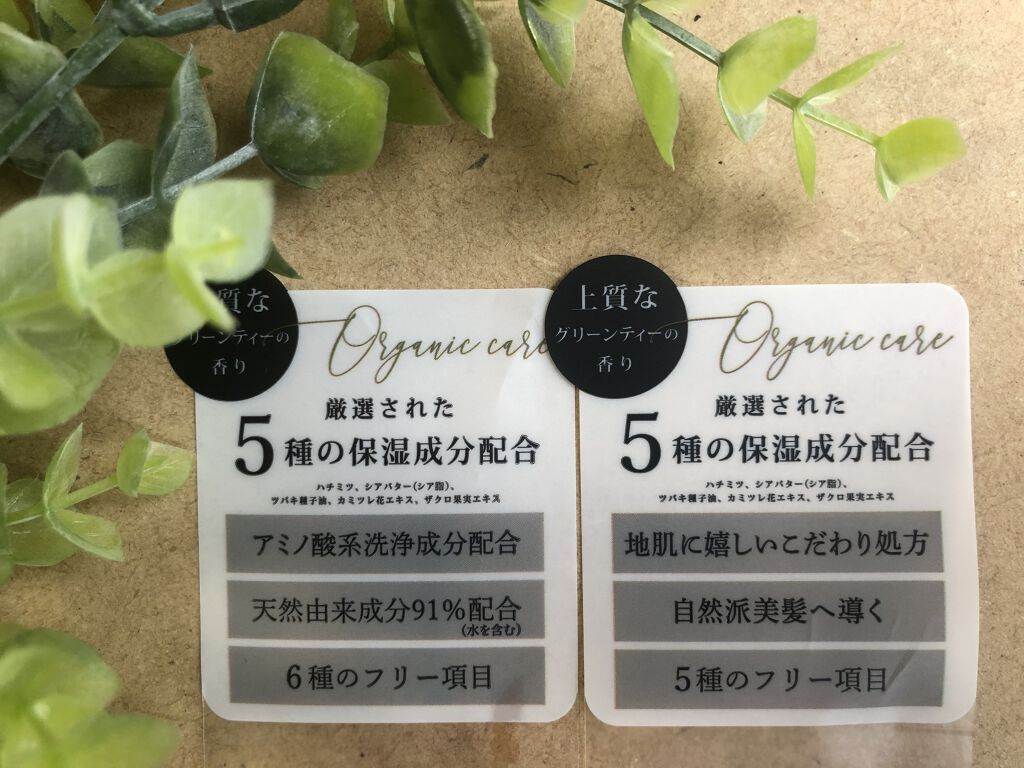 質な
リーンティーの
香り
Organic care
厳選された
5種の保湿成分配合
ハチミツ、シアバター(シア脂)、
ツバキ種子油、カミツレ花エキス、ザクロ果実エキス
アミノ酸系洗浄成分配合
天然由来成分91%配合
(水を含む)
6種のフリー項目
上質な
グリーンティーの
香り
Organic care
厳選された
5種の保湿成分配合
ハチミツ、シアバター(シア脂)、
ツバキ種子油、カミツレ花エキス、ザクロ果実エキス
地肌に嬉しいこだわり処方
自然派美髪へ導く
5種のフリー項目